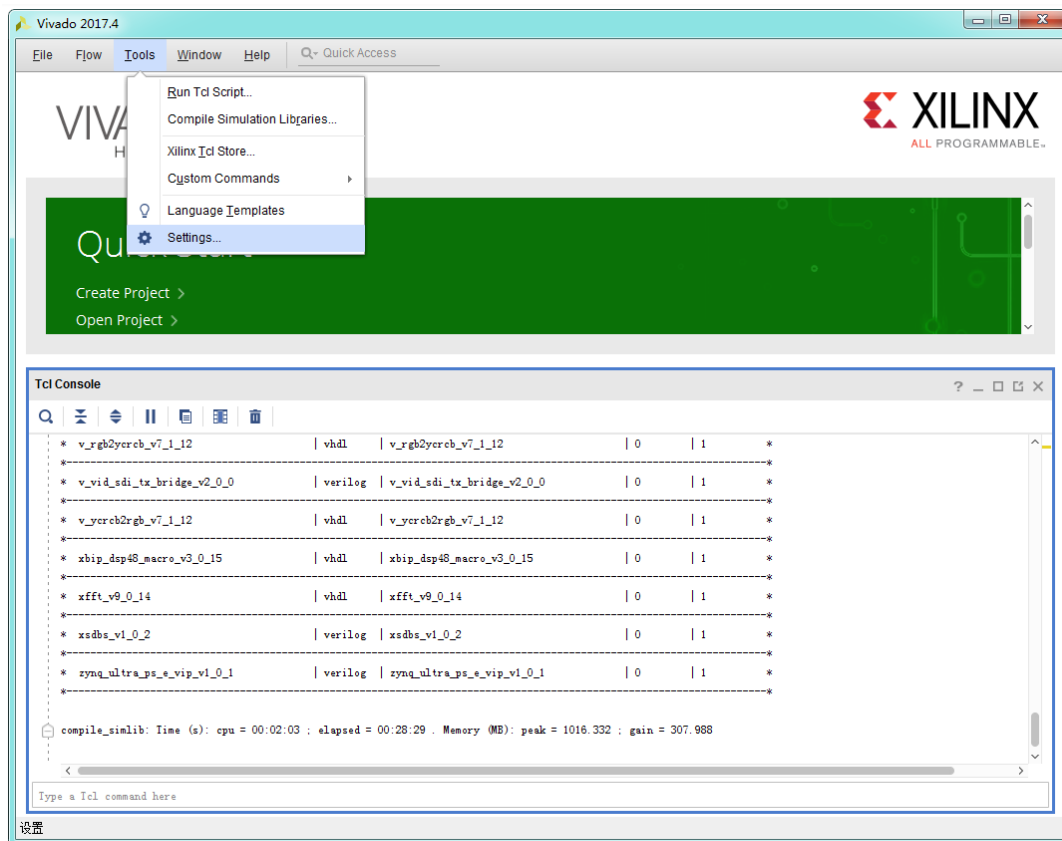 Vivado 2017.4
File Flow Tools Window Help Quick Access
Run Tcl Script...
Compile Simulation Libraries...
Xilinx Tcl Store...
Custom Commands
Language Templates
Settings...
VIVA
H
XILINX
ALL PROGRAMMABLE™
Quick Start
Create Project >
Open Project >
Tcl Console
* v_rgb2ycrcb_v7_1_12 | vhdl | v_rgb2ycrcb_v7_1_12 | 0 | 1 *
*--------------------------------------------------*
* v_vid_sdi_tx_bridge_v2_0_0 | verilog | v_vid_sdi_tx_bridge_v2_0_0 | 0 | 1 *
*--------------------------------------------------*
* v_ycrcb2rgb_v7_1_12 | vhdl | v_ycrcb2rgb_v7_1_12 | 0 | 1 *
*--------------------------------------------------*
* xbip_dsp48_macro_v3_0_15 | vhdl | xbip_dsp48_macro_v3_0_15 | 0 | 1 *
*--------------------------------------------------*
* xfft_v9_0_14 | vhdl | xfft_v9_0_14 | 0 | 1 *
*--------------------------------------------------*
* xsdbs_v1_0_2 | verilog | xsdbs_v1_0_2 | 0 | 1 *
*--------------------------------------------------*
* zynq_ultra_ps_e_vip_v1_0_1 | verilog | zynq_ultra_ps_e_vip_v1_0_1 | 0 | 1 *
*--------------------------------------------------*
compile_simlib: Time (s): cpu = 00:02:03 ; elapsed = 00:28:29 . Memory (MB): peak = 1016.332 ; gain = 307.988
Type a Tcl command here
设置